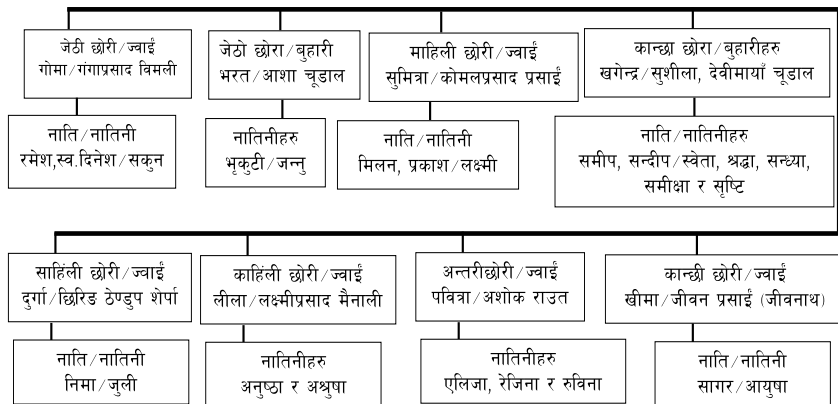 जेठी छोरी/ज्वाईं
गोमा/गंगाप्रसाद विमली
जेठो छोरा/बुहारी
भरत/आशा चूडाल
माहिली छोरी/ज्वाईं
सुमित्रा/कोमलप्रसाद प्रसाईं
कान्छा छोरा/बुहारीहरु
खगेन्द्र/सुशीला, देवीमायाँ चूडाल
नाति/नातिनी
रमेश,स्व.दिनेश/सकुन
नातिनीहरु
भृकुटी/जन्नु
नाति/नातिनी
मिलन, प्रकाश/लक्ष्मी
नाति/नातिनीहरु
समीप, सन्दीप/स्वेता, श्रद्धा, सन्ध्या,
समीक्षा र सृष्टि
साहिंली छोरी/ज्वाईं
दुर्गा/छिरिङ ठेण्डुप शेर्पा
काहिंली छोरी/ज्वाईं
लीला/लक्ष्मीप्रसाद मैनाली
अन्तरीछोरी/ज्वाईं
पवित्रा/अशोक राउत
कान्छी छोरी/ज्वाईं
खीमा/जीवन प्रसाईं (जीवनाथ)
नाति/नातिनी
निमा/जुली
नातिनीहरु
अनुष्ठा र अश्रुषा
नातिनीहरु
एलिजा, रेजिना र रुविना
नाति/नातिनी
सागर/आयुषा